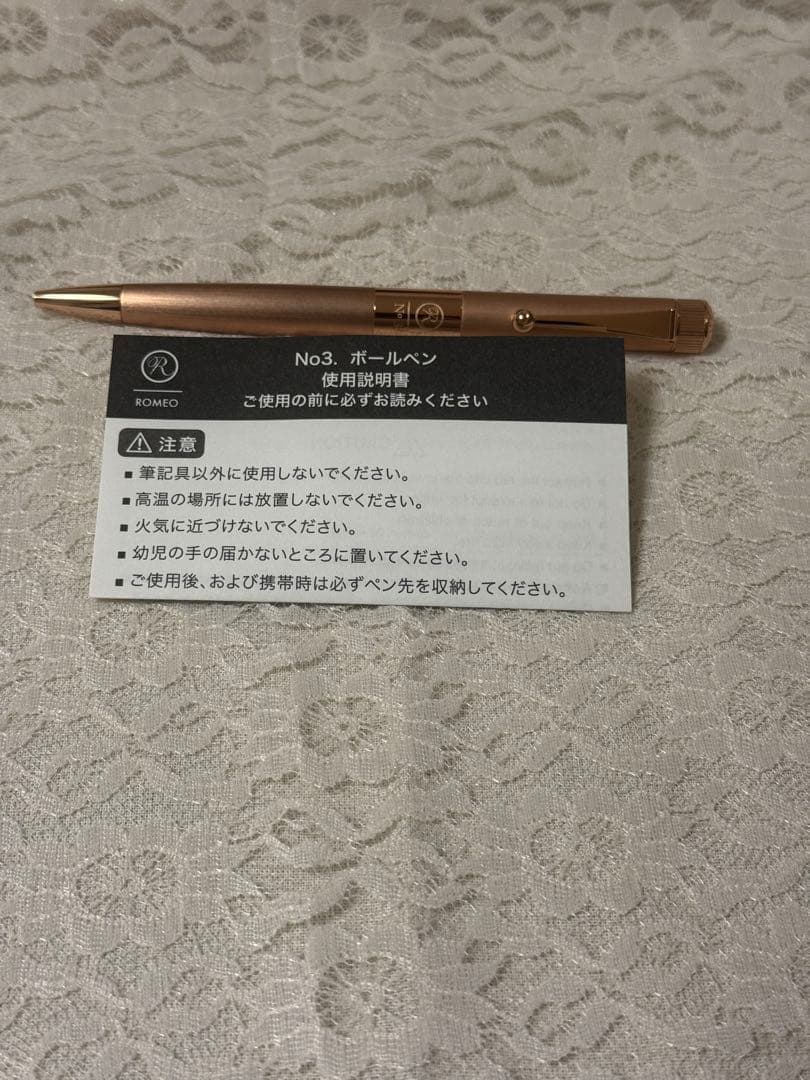 R
No
R
ROMEO
No3. ボールペン
使用説明書
ご使用の前に必ずお読みください
注意
■ 筆記具以外に使用しないでください。
■ 高温の場所には放置しないでください。
■ 火気に近づけないでください。
■ 幼児の手の届かないところに置いてください。
■ ご使用後、および携帯時は必ずペン先を収納してください。